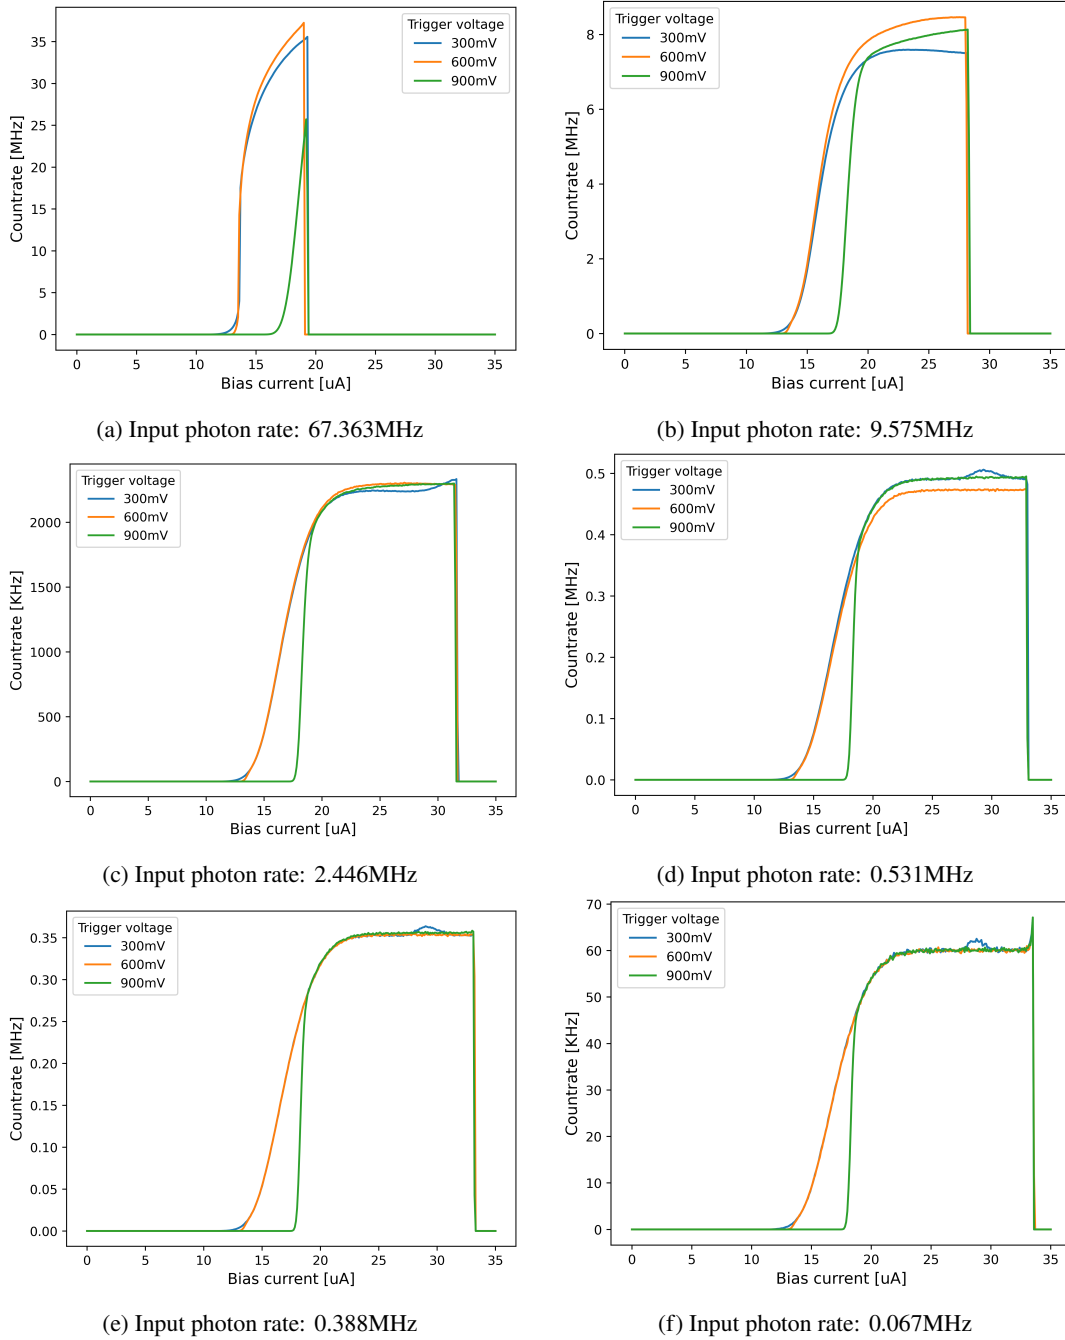 Trigger voltage
300mV
600mV
900mV
Countrate [MHz]
35
30
25
20
15
10
5
0
0 5 10 15 20 25 30 35
Bias current [uA]
(a) Input photon rate: 67.363MHz
Trigger voltage
300mV
600mV
900mV
Countrate [MHz]
8
6
4
2
0
0 5 10 15 20 25 30 35
Bias current [uA]
(b) Input photon rate: 9.575MHz
Trigger voltage
300mV
600mV
900mV
Countrate [KHz]
2000
1500
1000
500
0
0 5 10 15 20 25 30 35
Bias current [uA]
(c) Input photon rate: 2.446MHz
Trigger voltage
300mV
600mV
900mV
Countrate [MHz]
0.5
0.4
0.3
0.2
0.1
0.0
0 5 10 15 20 25 30 35
Bias current [uA]
(d) Input photon rate: 0.531MHz
Trigger voltage
300mV
600mV
900mV
Countrate [MHz]
0.35
0.30
0.25
0.20
0.15
0.10
0.05
0.00
0 5 10 15 20 25 30 35
Bias current [uA]
(e) Input photon rate: 0.388MHz
Trigger voltage
300mV
600mV
900mV
Countrate [KHz]
70
60
50
40
30
20
10
0
0 5 10 15 20 25 30 35
Bias current [uA]
(f) Input photon rate: 0.067MHz